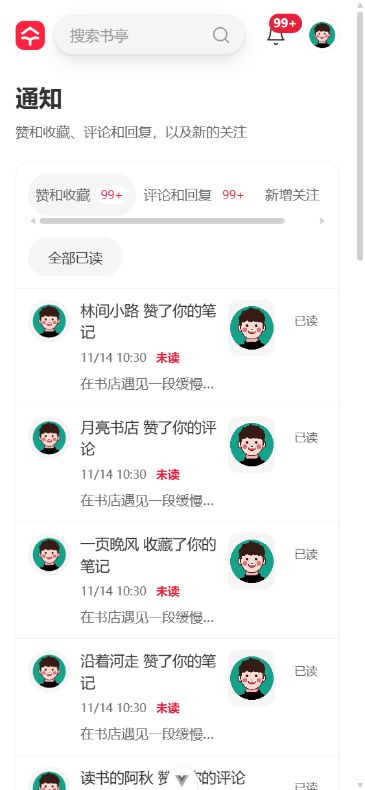 搜索书亭
99+
通知
赞和收藏、评论和回复，以及新的关注
赞和收藏 99+ 评论和回复 99+ 新增关注
全部已读
林间小路 赞了你的笔
记
已读
11/14 10:30 未读
在书店遇见一段缓慢...
月亮书店 赞了你的评
论
已读
11/14 10:30 未读
在书店遇见一段缓慢...
一页晚风 收藏了你的
笔记
已读
11/14 10:30 未读
在书店遇见一段缓慢...
沿着河走 赞了你的笔
记
已读
11/14 10:30 未读
在书店遇见一段缓慢...
读书的阿秋 你的评论
已读